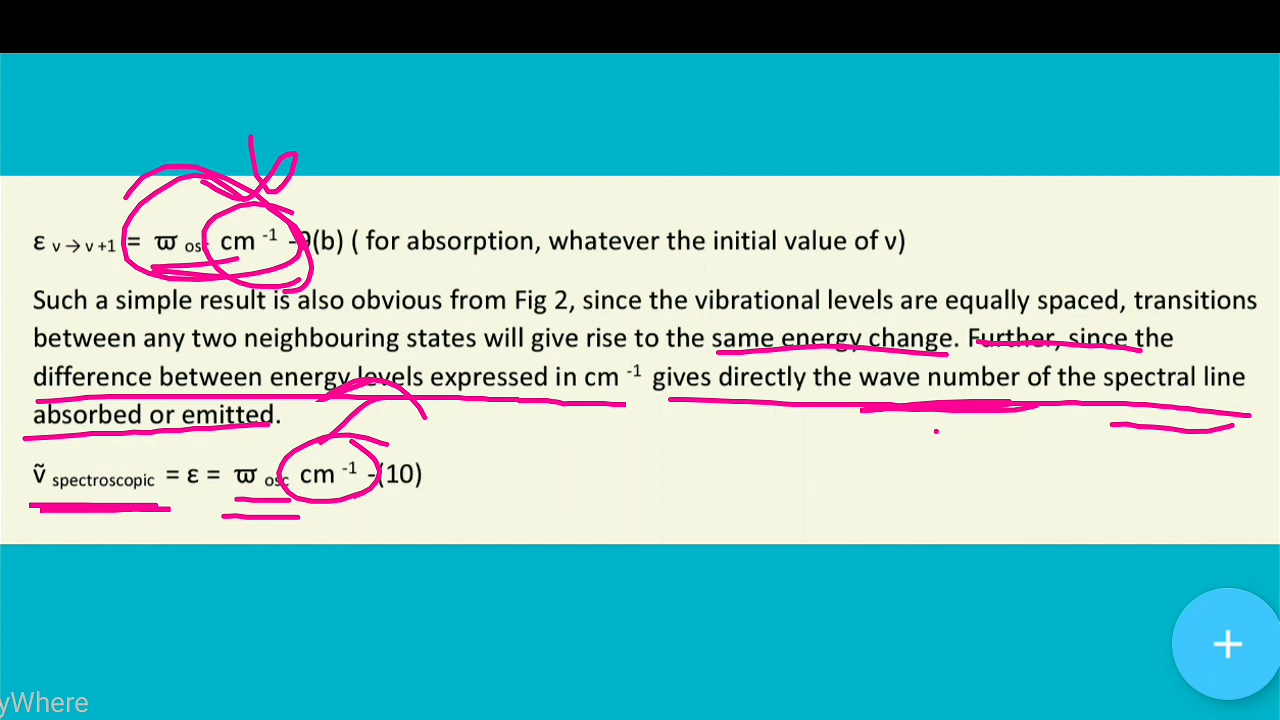 ε v → v +1 = ϖ osc cm -1 -9(b) ( for absorption, whatever the initial value of ν)
Such a simple result is also obvious from Fig 2, since the vibrational levels are equally spaced, transitions
between any two neighbouring states will give rise to the same energy change. Further, since the
difference between energy levels expressed in cm -1 gives directly the wave number of the spectral line
absorbed or emitted.
ṽ spectroscopic = ε = ϖ osc cm -1 -(10)
yWhere